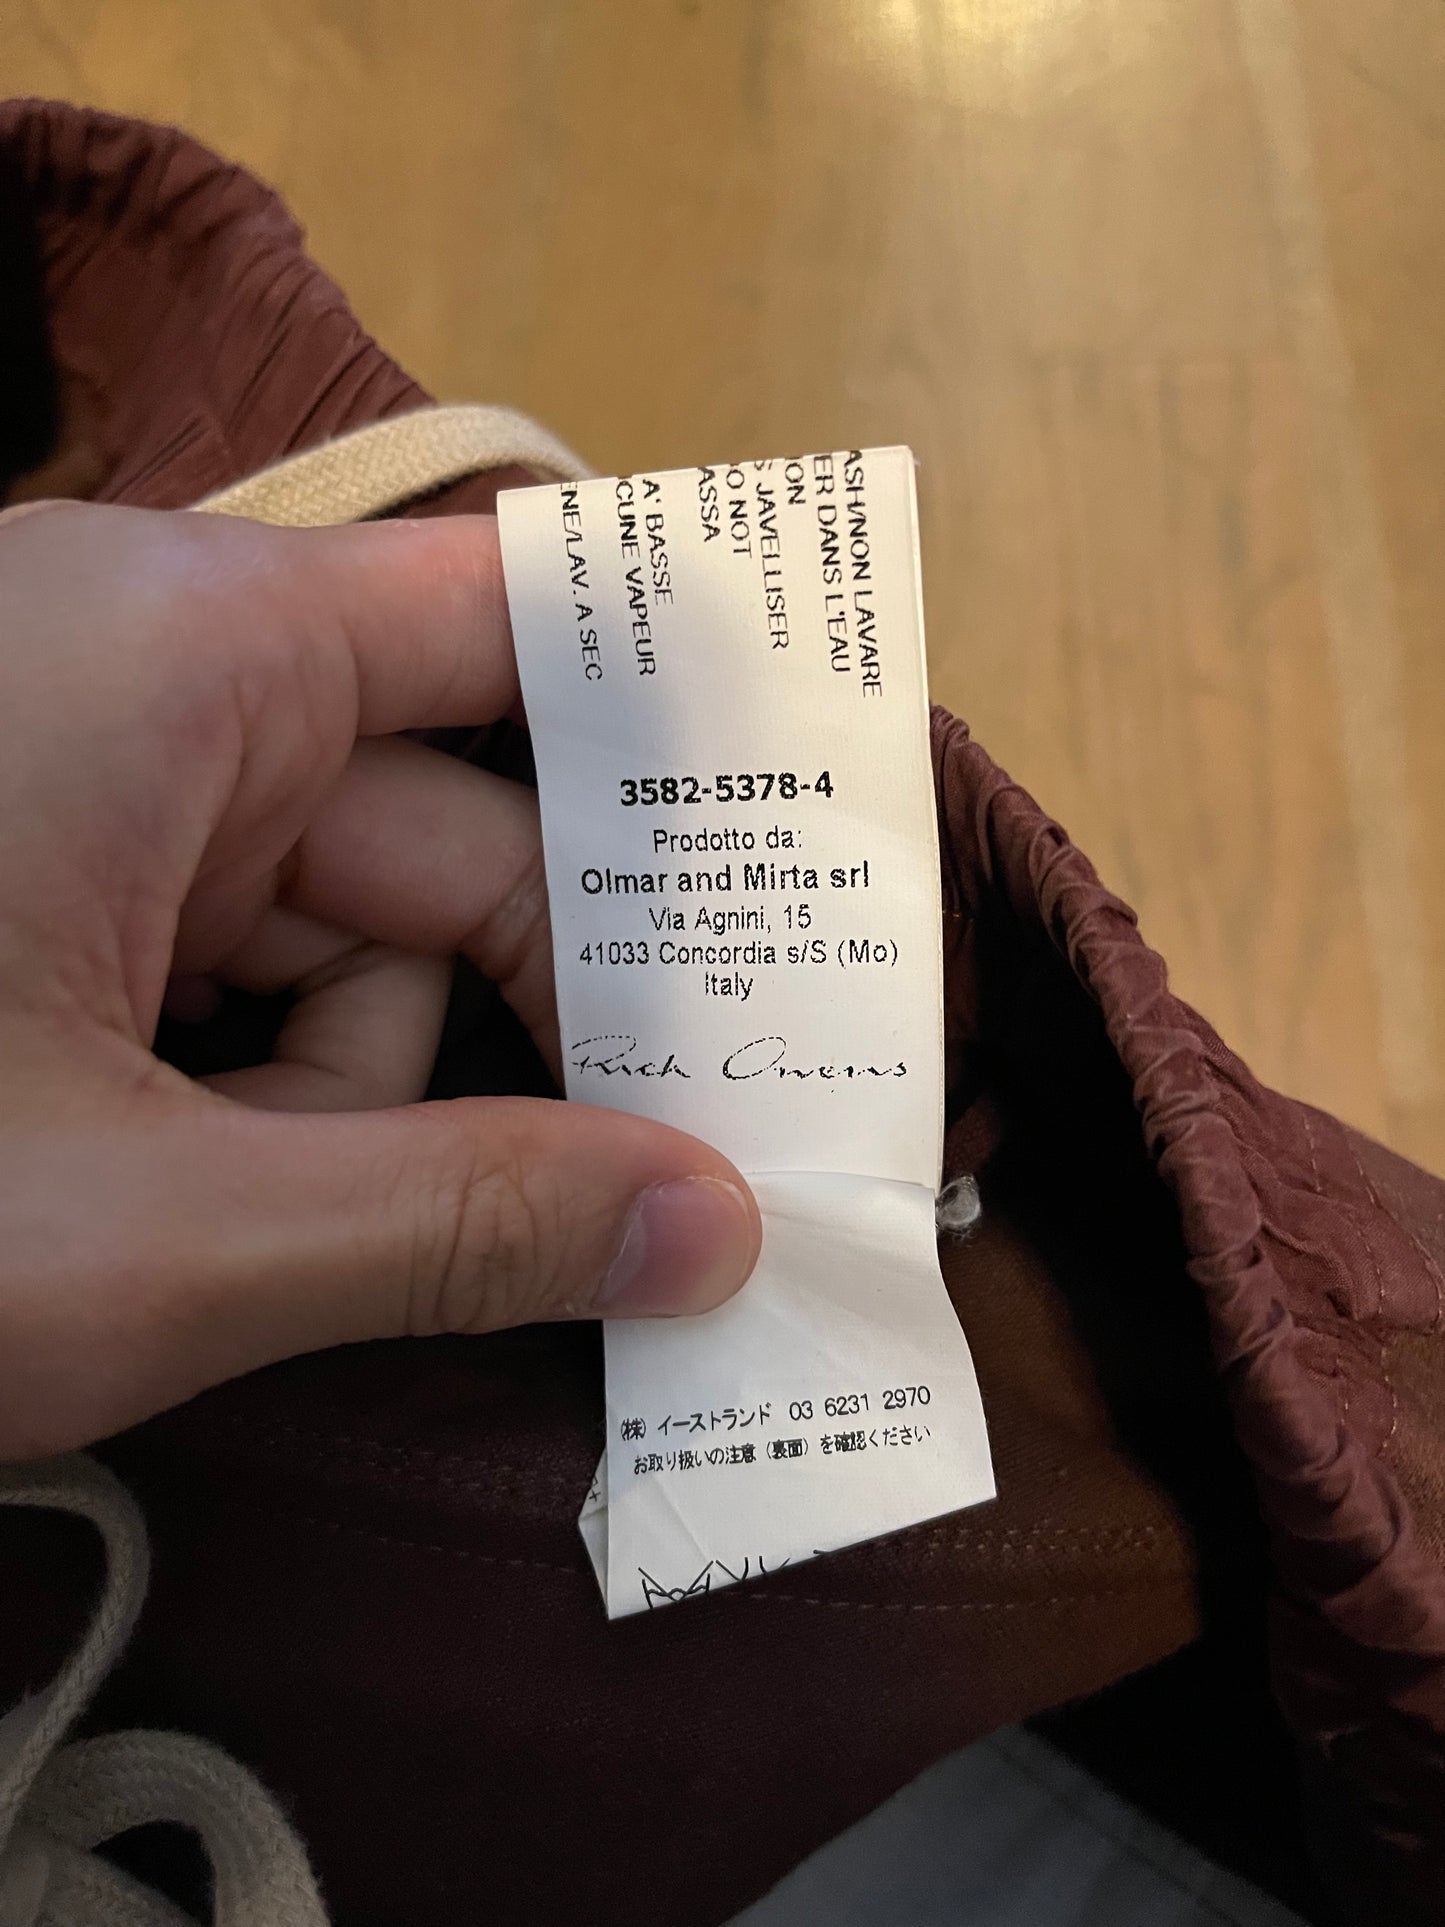 ASH/NON LAVARE
ER DANS L'EAU
ION
S JAVELLISER
DO NOT
ASSA
A' BASSE
CUNE VAPEUR
ENE/LAV. A SEC
3582-5378-4
Prodotto da:
Olmar and Mirta srl
Via Agnini, 15
41033 Concordia s/S (Mo)
Italy
Rick Owens
(株) イーストランド 03 6231 2970
お取り扱いの注意（裏面）を確認ください